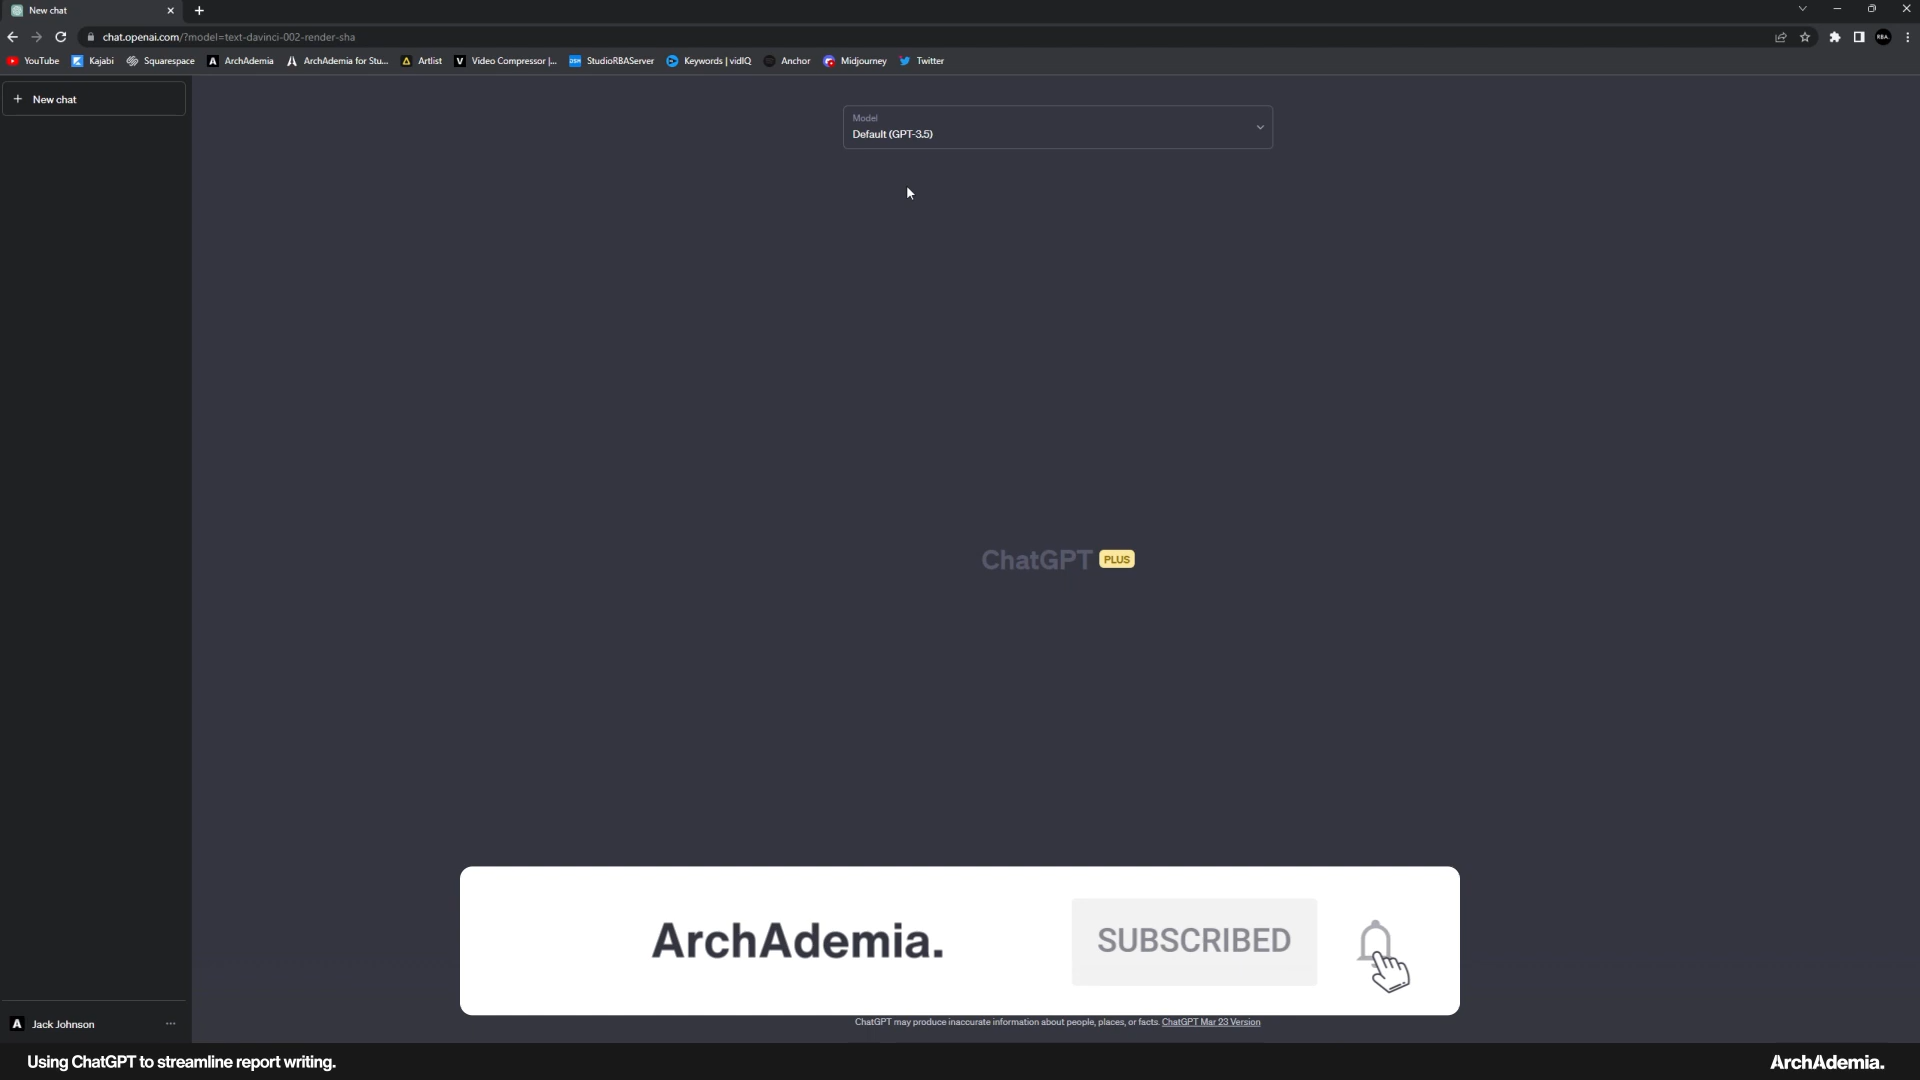 New chat
chat.openai.com/?model=text-davinci-002-render-sha
RBA.
YouTube Kajabi Squarespace A ArchAdemia ArchAdemia for Stu... Artlist V Video Compressor |... DSM StudioRBAServer Keywords | vidIQ Anchor Midjourney Twitter
+ New chat
Model
Default (GPT-3.5)
ChatGPT PLUS
ArchAdemia. SUBSCRIBED
ChatGPT may produce inaccurate information about people, places, or facts. ChatGPT Mar 23 Version
A Jack Johnson ...
Using ChatGPT to streamline report writing.
ArchAdemia.